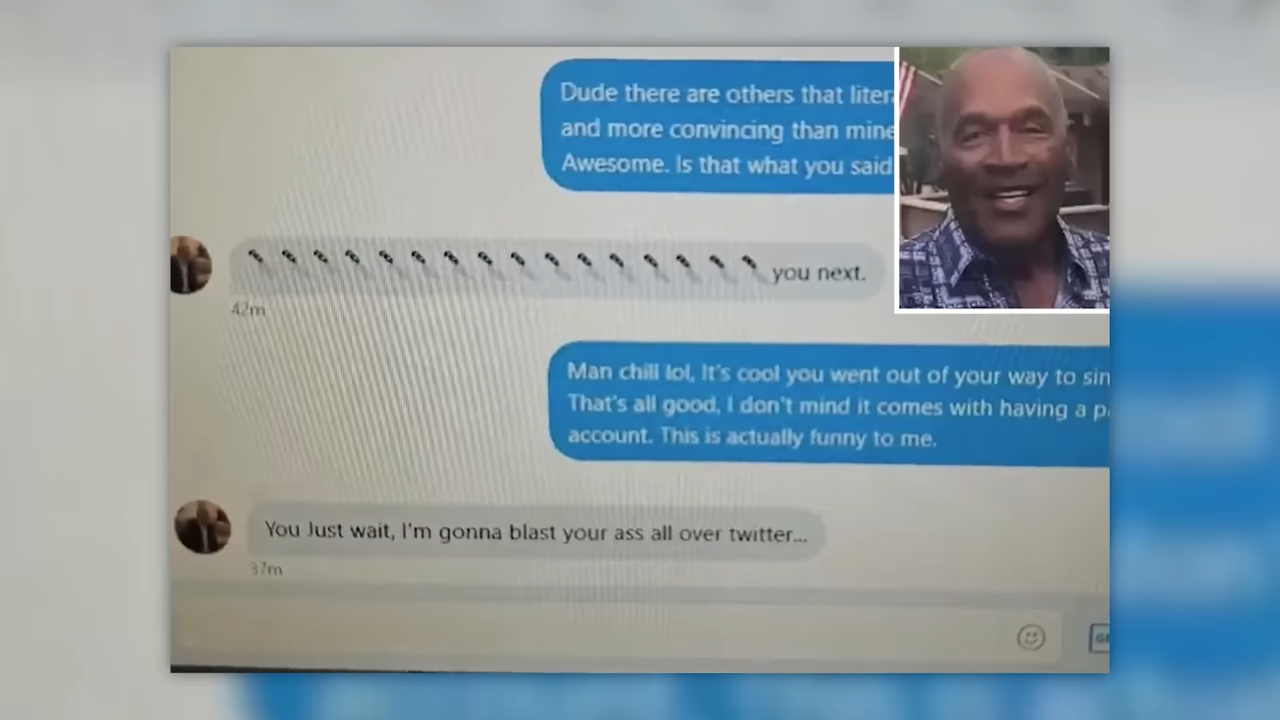 Dude there are others that
and more convincing than mine
Awesome. Is that what you said
🔪🔪🔪🔪🔪🔪🔪🔪🔪🔪🔪🔪🔪🔪🔪🔪 you next.
42m
Man chill lol, It's cool you went out of your way to
That's all good, I don't mind it comes with having a
account. This is actually funny to me.
You Just wait, I'm gonna blast your ass all over twitter...
37m